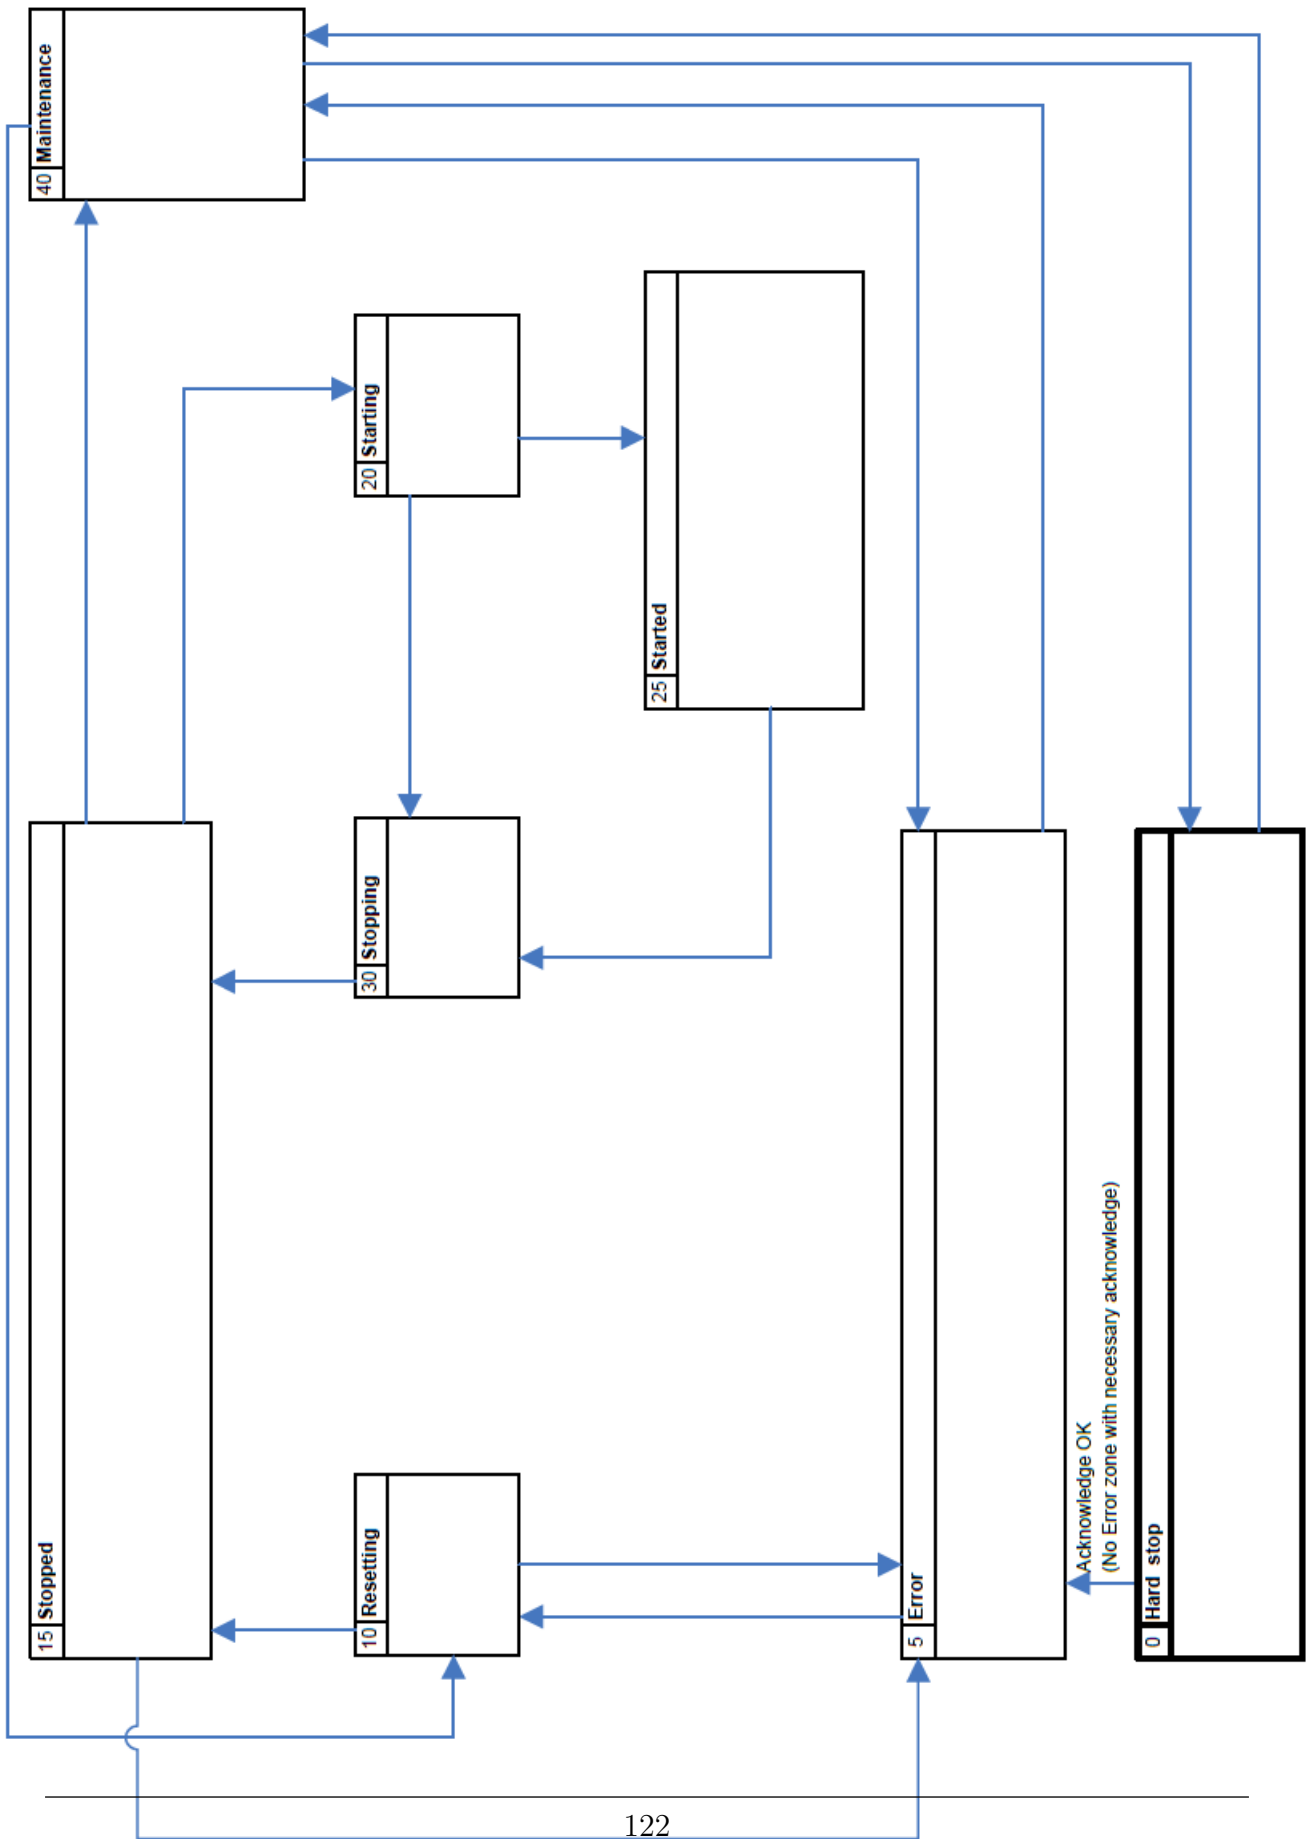 15 Stopped
40 Maintenance
10 Resetting
30 Stopping
20 Starting
25 Started
5 Error
Acknowledge OK
(No Error zone with necessary acknowledge)
0 Hard stop
122